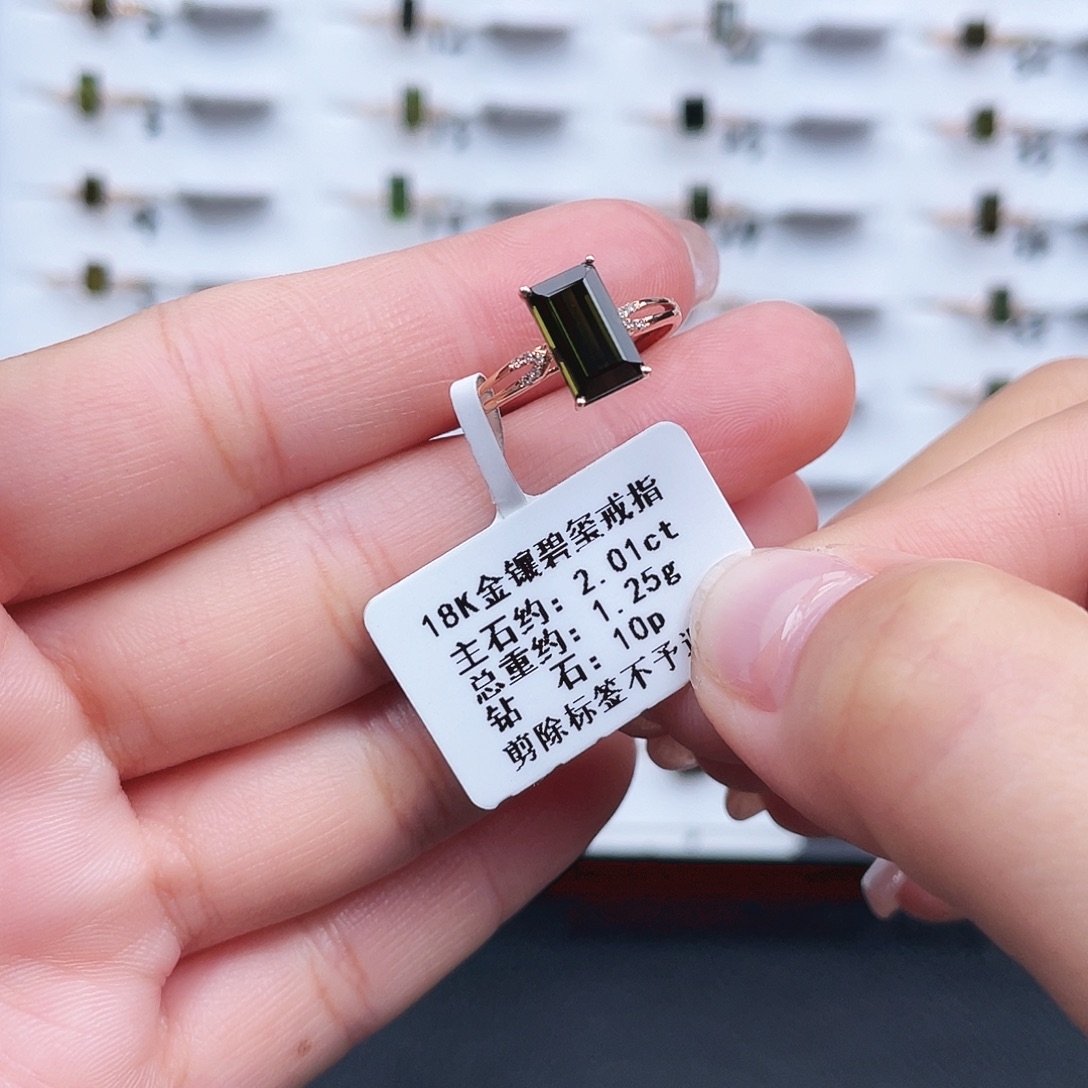 18K金镶碧玺戒指
主石约: 2.01ct
总重约: 1.25g
钻 石: 10p
剪除标签不予